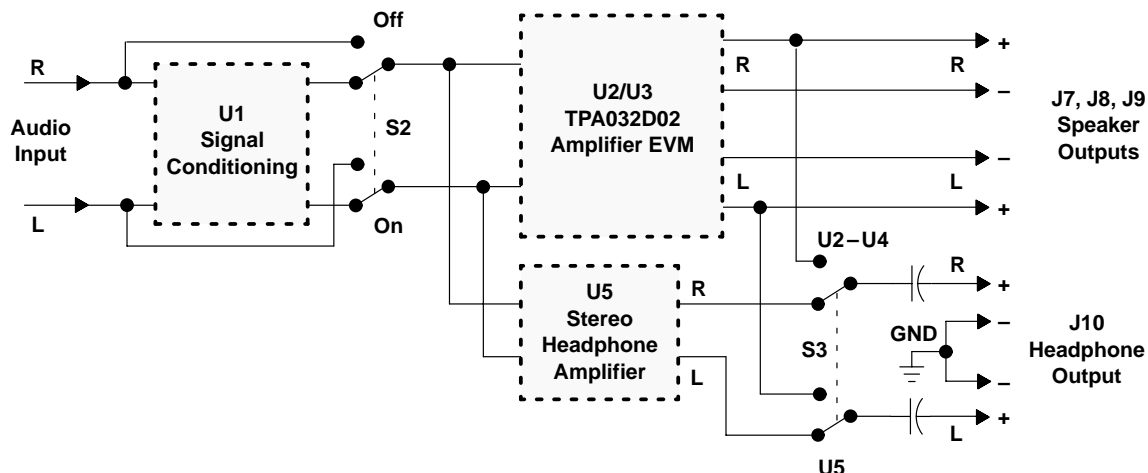 Off
R
U1
Signal
Conditioning
Audio
Input
L
S2
On
U2/U3
TPA032D02
Amplifier EVM
R
R
+
–
J7, J8, J9
Speaker
Outputs
–
L
L
+
U2–U4
U5
Stereo
Headphone
Amplifier
R
L
S3
R
+
GND
–
J10
Headphone
Output
–
+
L
U5